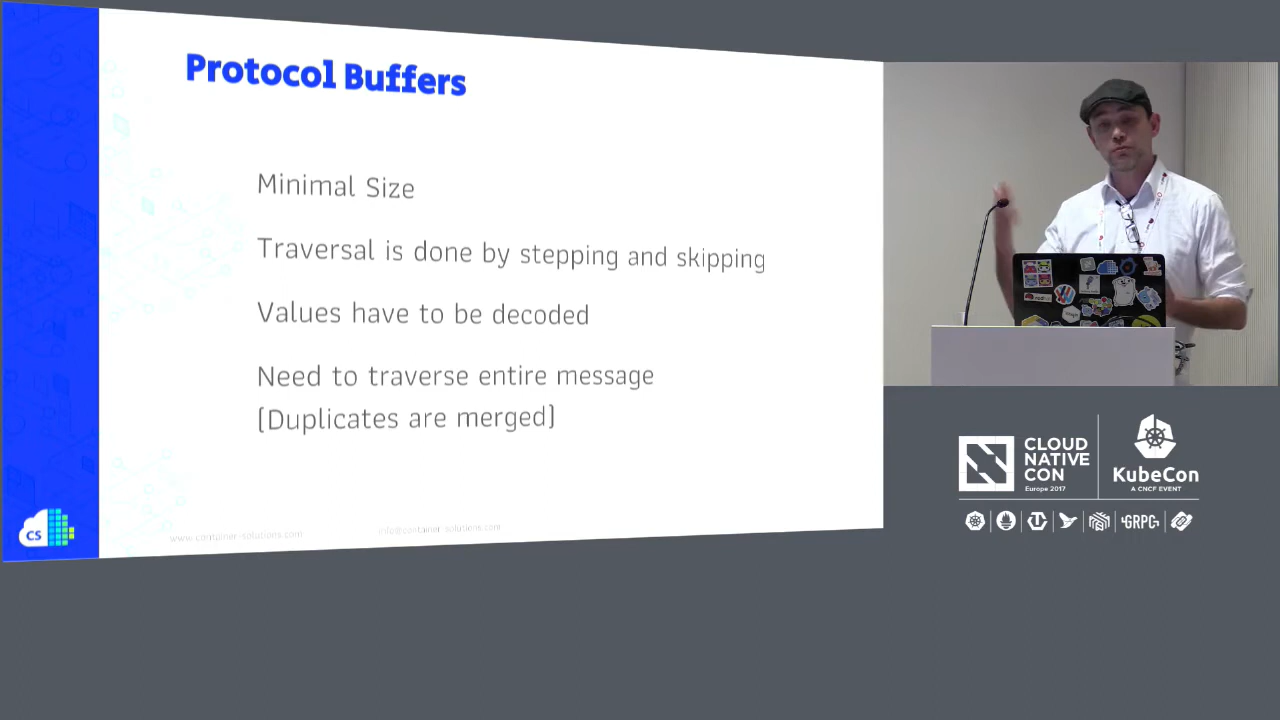 Protocol Buffers
Minimal Size
Traversal is done by stepping and skipping
Values have to be decoded
Need to traverse entire message
[Duplicates are merged]
www.container-solutions.com
info@container-solutions.com
CS
CLOUD
NATIVE
CON
Europe 2017
KubeCon
A CNCF EVENT
GRPC